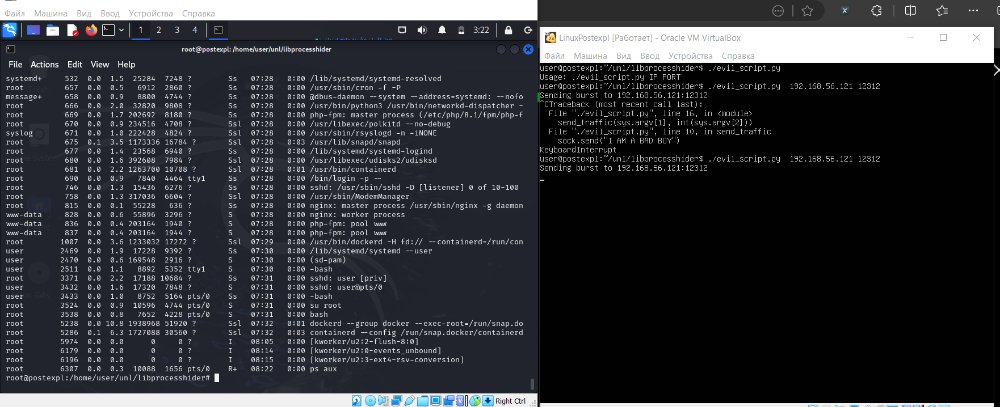 Файл Машина Вид Ввод Устройства Справка
1 2 3 4
3:22
root@postexpl: /home/user/unl/libprocesshider
File Actions Edit View Help
systemd+ 532 0.0 1.5 25284 7248 ? Ss 07:28 0:00 /lib/systemd/systemd-resolved
root 657 0.0 0.5 6912 2860 ? Ss 07:28 0:00 /usr/sbin/cron -f -P
message+ 658 0.0 0.9 8800 4744 ? Ss 07:28 0:00 @dbus-daemon --system --address=systemd: --nofo
root 666 0.0 2.0 32820 9808 ? Ss 07:28 0:00 /usr/bin/python3 /usr/bin/networkd-dispatcher -
root 669 0.0 1.7 202692 8180 ? Ss 07:28 0:00 php-fpm: master process (/etc/php/8.1/fpm/php-f
root 670 0.0 0.9 234516 4708 ? Ssl 07:28 0:00 /usr/libexec/polkitd --no-debug
syslog 671 0.0 1.0 222428 4824 ? Ssl 07:28 0:00 /usr/sbin/rsyslogd -n -iNONE
root 675 0.1 3.5 1173336 16784 ? Ssl 07:28 0:03 /usr/lib/snapd/snapd
root 677 0.0 1.4 23568 6940 ? Ss 07:28 0:00 /lib/systemd/systemd-logind
root 680 0.0 1.6 392608 7984 ? Ssl 07:28 0:00 /usr/libexec/udisks2/udisksd
root 681 0.0 2.2 1263700 10708 ? Ssl 07:28 0:01 /usr/bin/containerd
root 690 0.0 0.9 7840 4464 tty1 Ss 07:28 0:00 /bin/login -p --
root 746 0.0 1.3 15436 6276 ? Ss 07:28 0:00 sshd: /usr/sbin/sshd -D [listener] 0 of 10-100
root 758 0.0 1.3 317036 6604 ? Ssl 07:28 0:00 /usr/sbin/ModemManager
root 815 0.0 0.1 55228 636 ? Ss 07:28 0:00 nginx: master process /usr/sbin/nginx -g daemon
www-data 828 0.0 0.6 55896 3296 ? S 07:28 0:00 nginx: worker process
www-data 836 0.0 0.4 203164 1940 ? S 07:28 0:00 php-fpm: pool www
www-data 837 0.0 0.4 203164 1944 ? S 07:28 0:00 php-fpm: pool www
root 1007 0.0 3.6 1233032 17272 ? Ssl 07:29 0:00 /usr/bin/dockerd -H fd:// --containerd=/run/con
user 2469 0.0 1.9 17228 9392 ? Ss 07:30 0:00 /lib/systemd/systemd --user
user 2470 0.0 0.6 169548 2916 ? S 07:30 0:00 (sd-pam)
user 2511 0.0 1.1 8892 5352 tty1 S 07:30 0:00 -bash
root 3371 0.0 2.2 17188 10684 ? Ss 07:31 0:00 sshd: user [priv]
user 3432 0.0 1.6 17320 7848 ? S 07:31 0:00 sshd: user@pts/0
user 3433 0.0 1.0 8752 5164 pts/0 Ss 07:31 0:00 -bash
root 3524 0.0 0.9 10596 4744 pts/0 S 07:31 0:00 su root
root 3538 0.0 0.8 7652 4228 pts/0 S 07:31 0:00 bash
root 5238 0.0 10.8 1938968 51920 ? Ssl 07:32 0:01 dockerd --group docker --exec-root=/run/snap.do
root 5286 0.1 6.3 1727088 30560 ? Ssl 07:32 0:03 containerd --config /run/snap.docker/containerd
root 5974 0.0 0.0 0 0 ? I 08:05 0:00 [kworker/u2:2-flush-8:0]
root 6179 0.0 0.0 0 0 ? I 08:14 0:00 [kworker/u2:0-events_unbound]
root 6196 0.0 0.0 0 0 ? I 08:15 0:00 [kworker/u2:3-ext4-rsv-conversion]
root 6307 0.0 0.3 10088 1656 pts/0 R+ 08:22 0:00 ps aux
root@postexpl:/home/user/unl/libprocesshider#
Right Ctrl
LinuxPostexpl [Работает] - Oracle VM VirtualBox
Файл Машина Вид Ввод Устройства Справка
user@postexpl:~/unl/libprocesshider$ ./evil_script.py
Usage: ./evil_script.py IP PORT
user@postexpl:~/unl/libprocesshider$ ./evil_script.py 192.168.56.121 12312
Sending burst to 192.168.56.121:12312
^CTraceback (most recent call last):
File "./evil_script.py", line 16, in <module>
send_traffic(sys.argv[1], int(sys.argv[2]))
File "./evil_script.py", line 10, in send_traffic
sock.send("I AM A BAD BOY")
KeyboardInterrupt
user@postexpl:~/unl/libprocesshider$ ./evil_script.py 192.168.56.121 12312
Sending burst to 192.168.56.121:12312